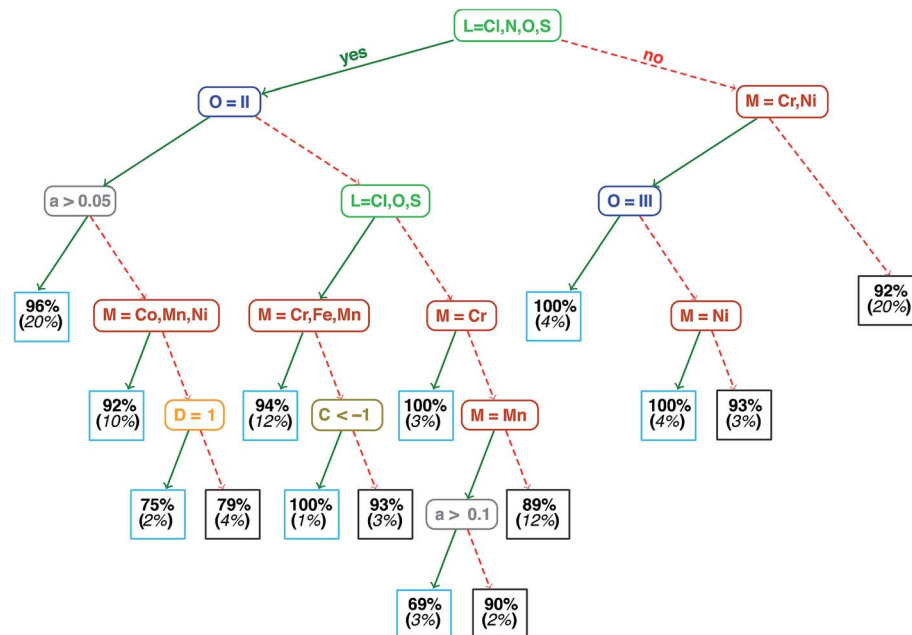 L=Cl,N,O,S
yes
no
O = II
M = Cr,Ni
a > 0.05
L=Cl,O,S
O = III
96%
(20%)
M = Co,Mn,Ni
M = Cr,Fe,Mn
M = Cr
100%
(4%)
M = Ni
92%
(20%)
92%
(10%)
D = 1
94%
(12%)
C < −1
100%
(3%)
M = Mn
100%
(4%)
93%
(3%)
75%
(2%)
79%
(4%)
100%
(1%)
93%
(3%)
a > 0.1
89%
(12%)
69%
(3%)
90%
(2%)